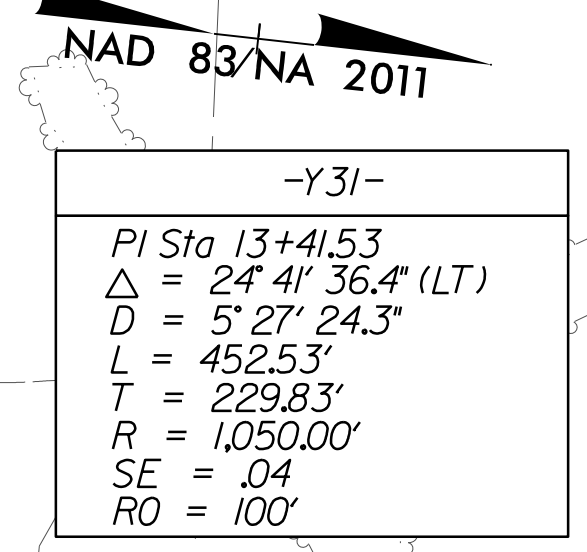 NAD 83/NA 2011
-Y31-
PI Sta 13+41.53
△ = 24° 41' 36.4" (LT)
D = 5° 27' 24.3"
L = 452.53'
T = 229.83'
R = 1,050.00'
SE = .04
RO = 100'